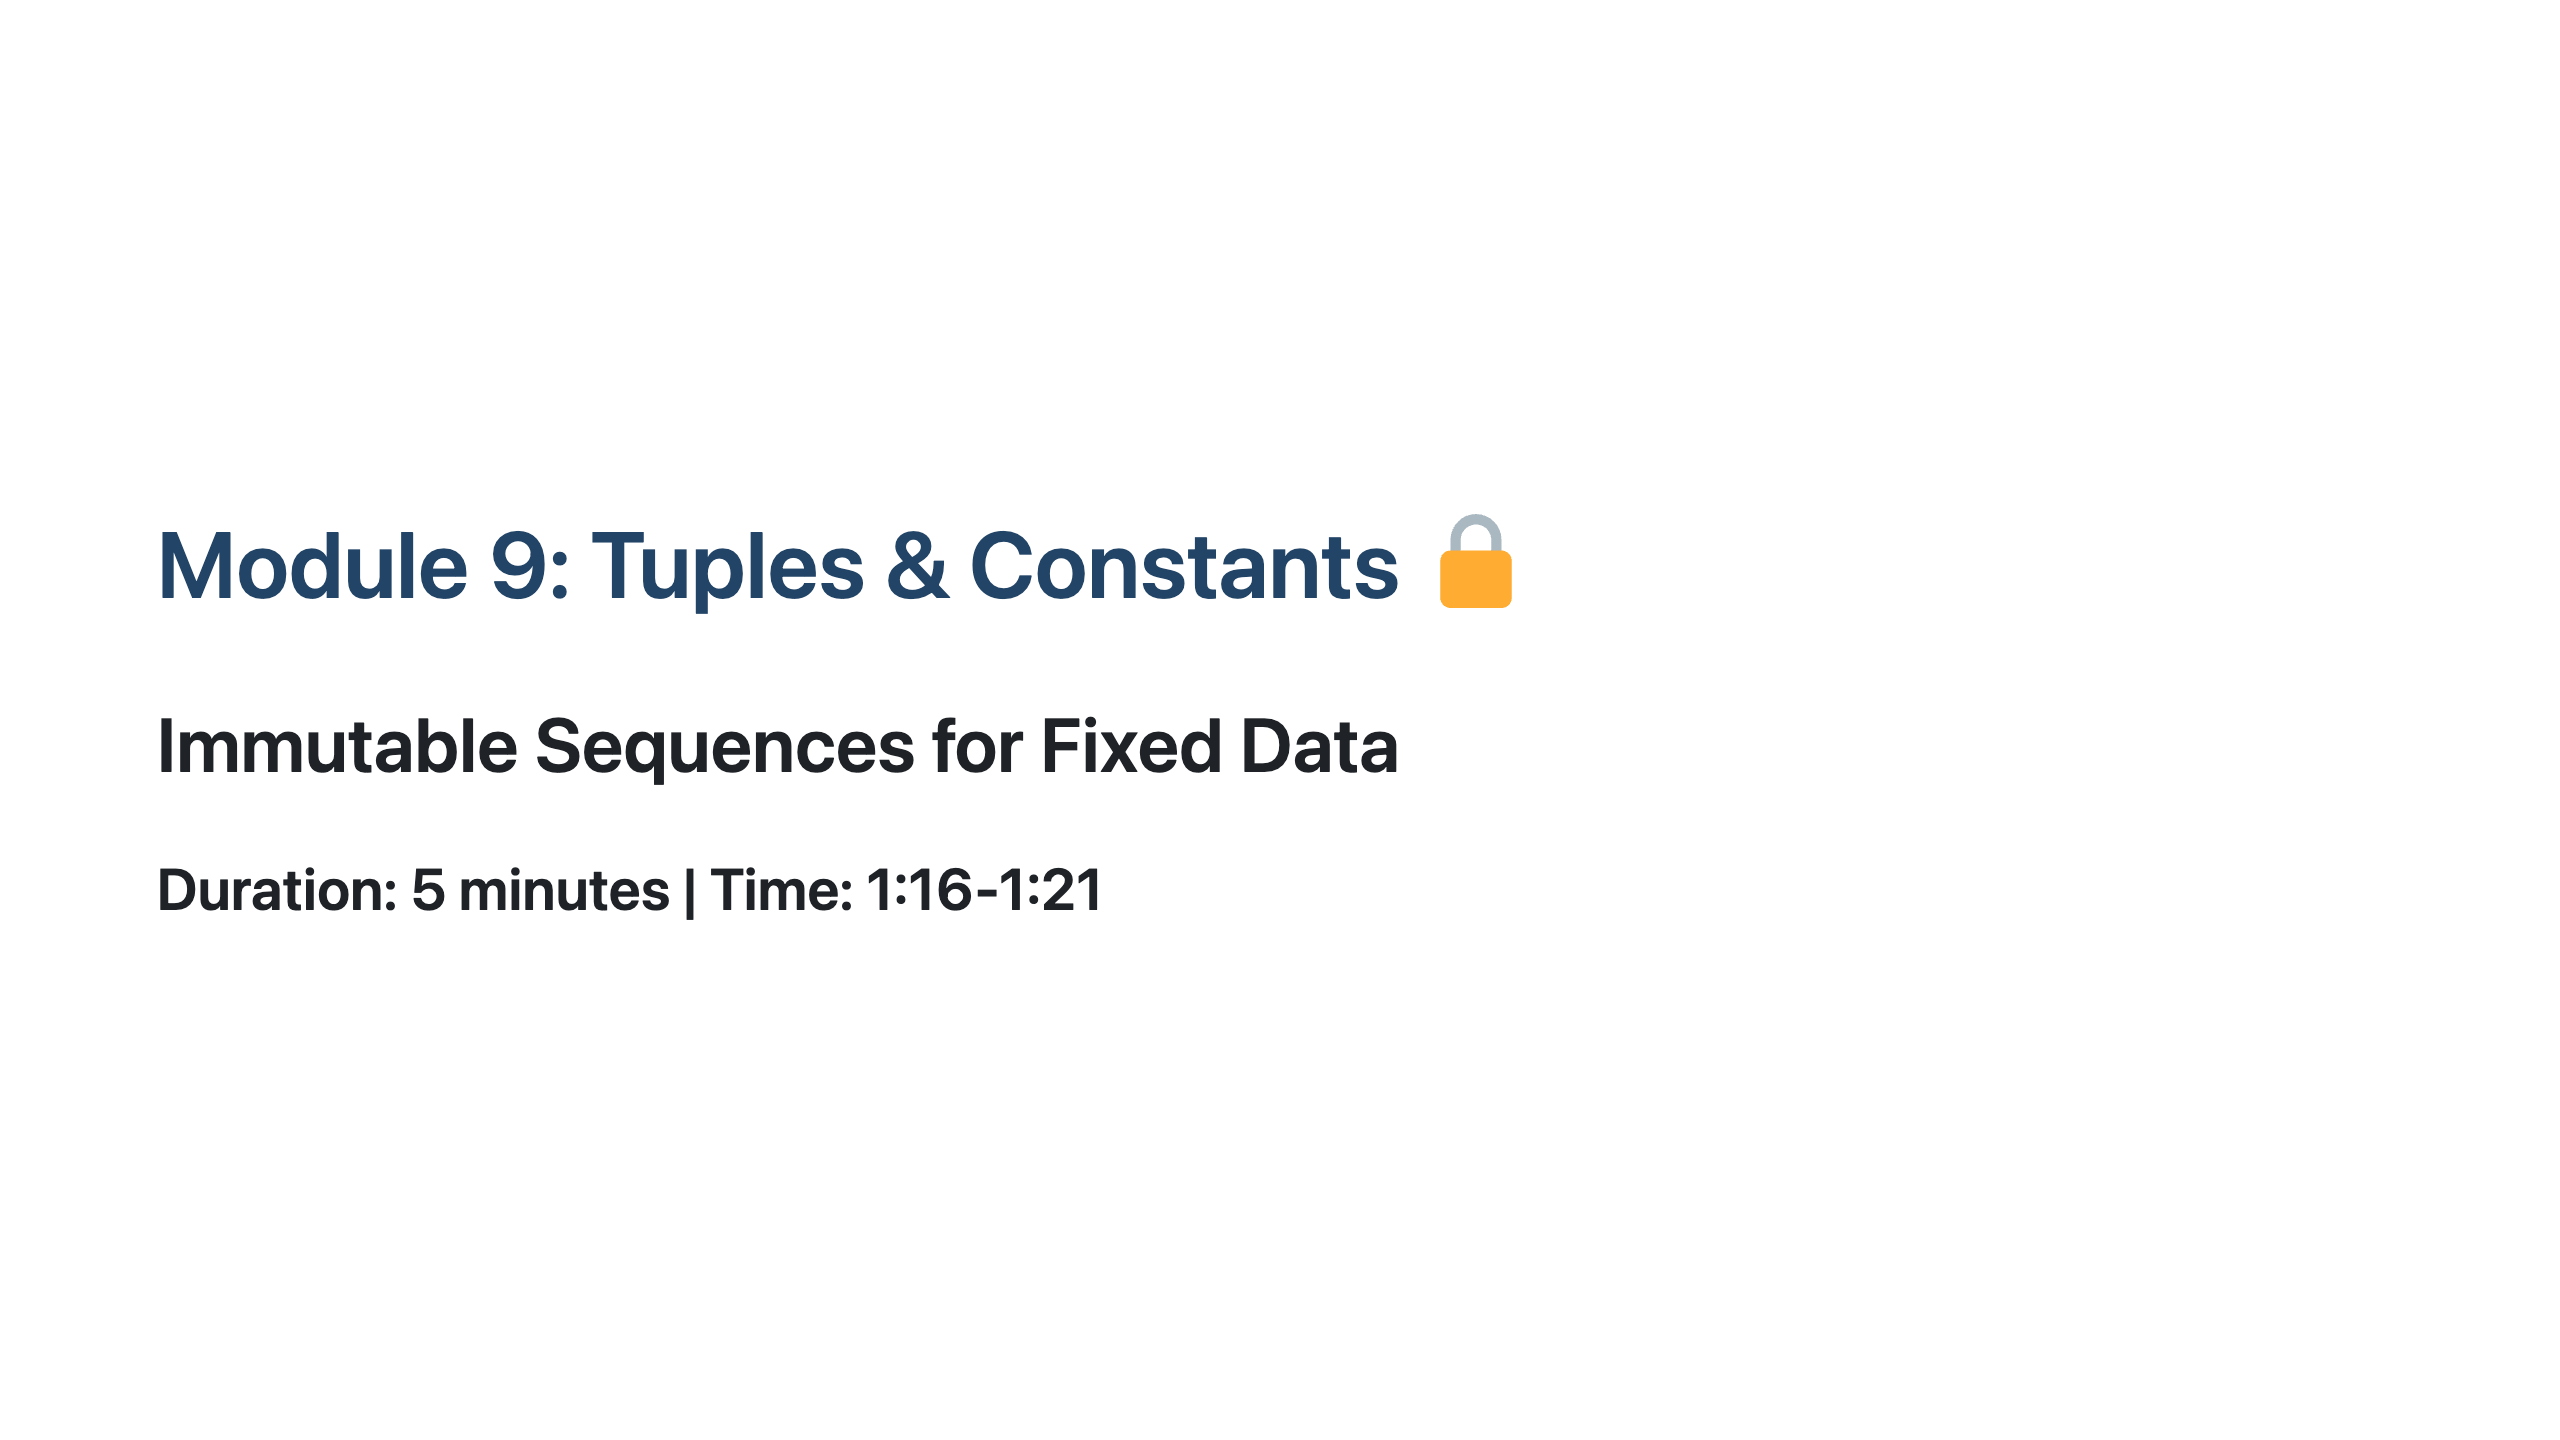 Module 9: Tuples & Constants 🔒
Immutable Sequences for Fixed Data
Duration: 5 minutes | Time: 1:16-1:21